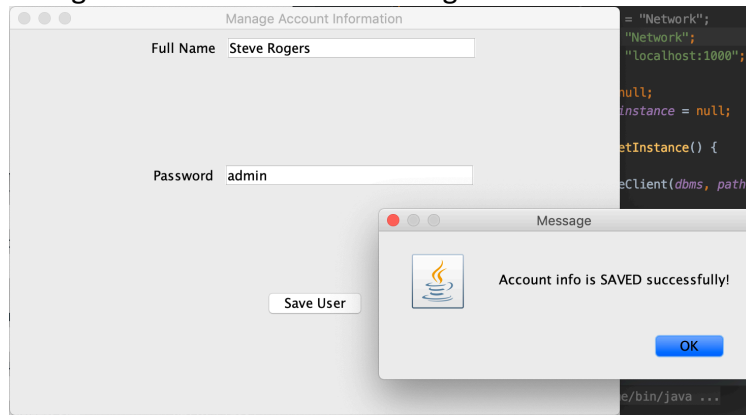 Manage Account Information
Full Name Steve Rogers
Password admin
Save User
Message
Account info is SAVED successfully!
OK
= "Network";
"Network";
"localhost:1000";
null;
instance = null;
etInstance() {
eClient(dbms, path
e/bin/java ...